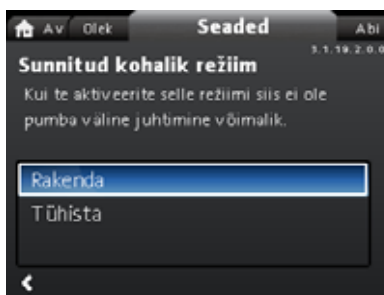 Av Olek Seaded Abi
3.1.19.2.0.0
Sunnitud kohalik režiim
Kui te aktiveerite selle režiimi siis ei ole
pumba väline juhtimine võimalik.
Rakenda
Tühista